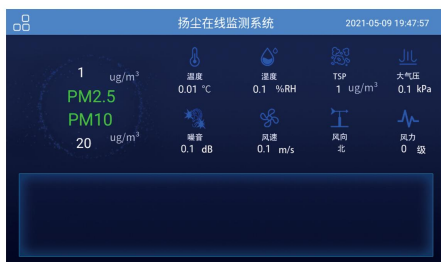 扬尘在线监测系统 2021-05-09 19:47:57
1 ug/m³
PM2.5
PM10
20 ug/m³
温度 湿度 TSP 大气压
0.01 °C 0.1 %RH 1 ug/m³ 0.1 kPa
噪音 风速 风向 风力
0.1 dB 0.1 m/s 北 0 级